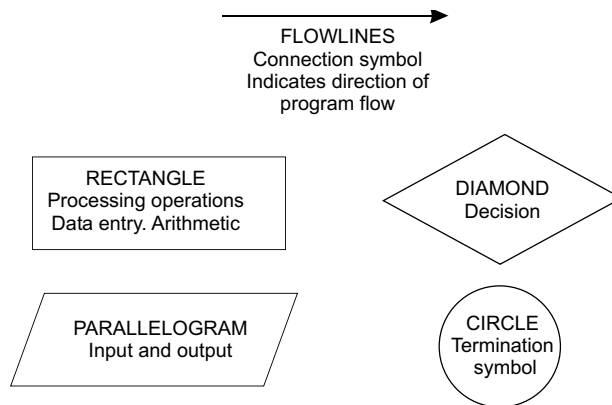 FLOWLINES
Connection symbol
Indicates direction of
program flow
RECTANGLE
Processing operations
Data entry. Arithmetic
DIAMOND
Decision
PARALLELOGRAM
Input and output
CIRCLE
Termination
symbol